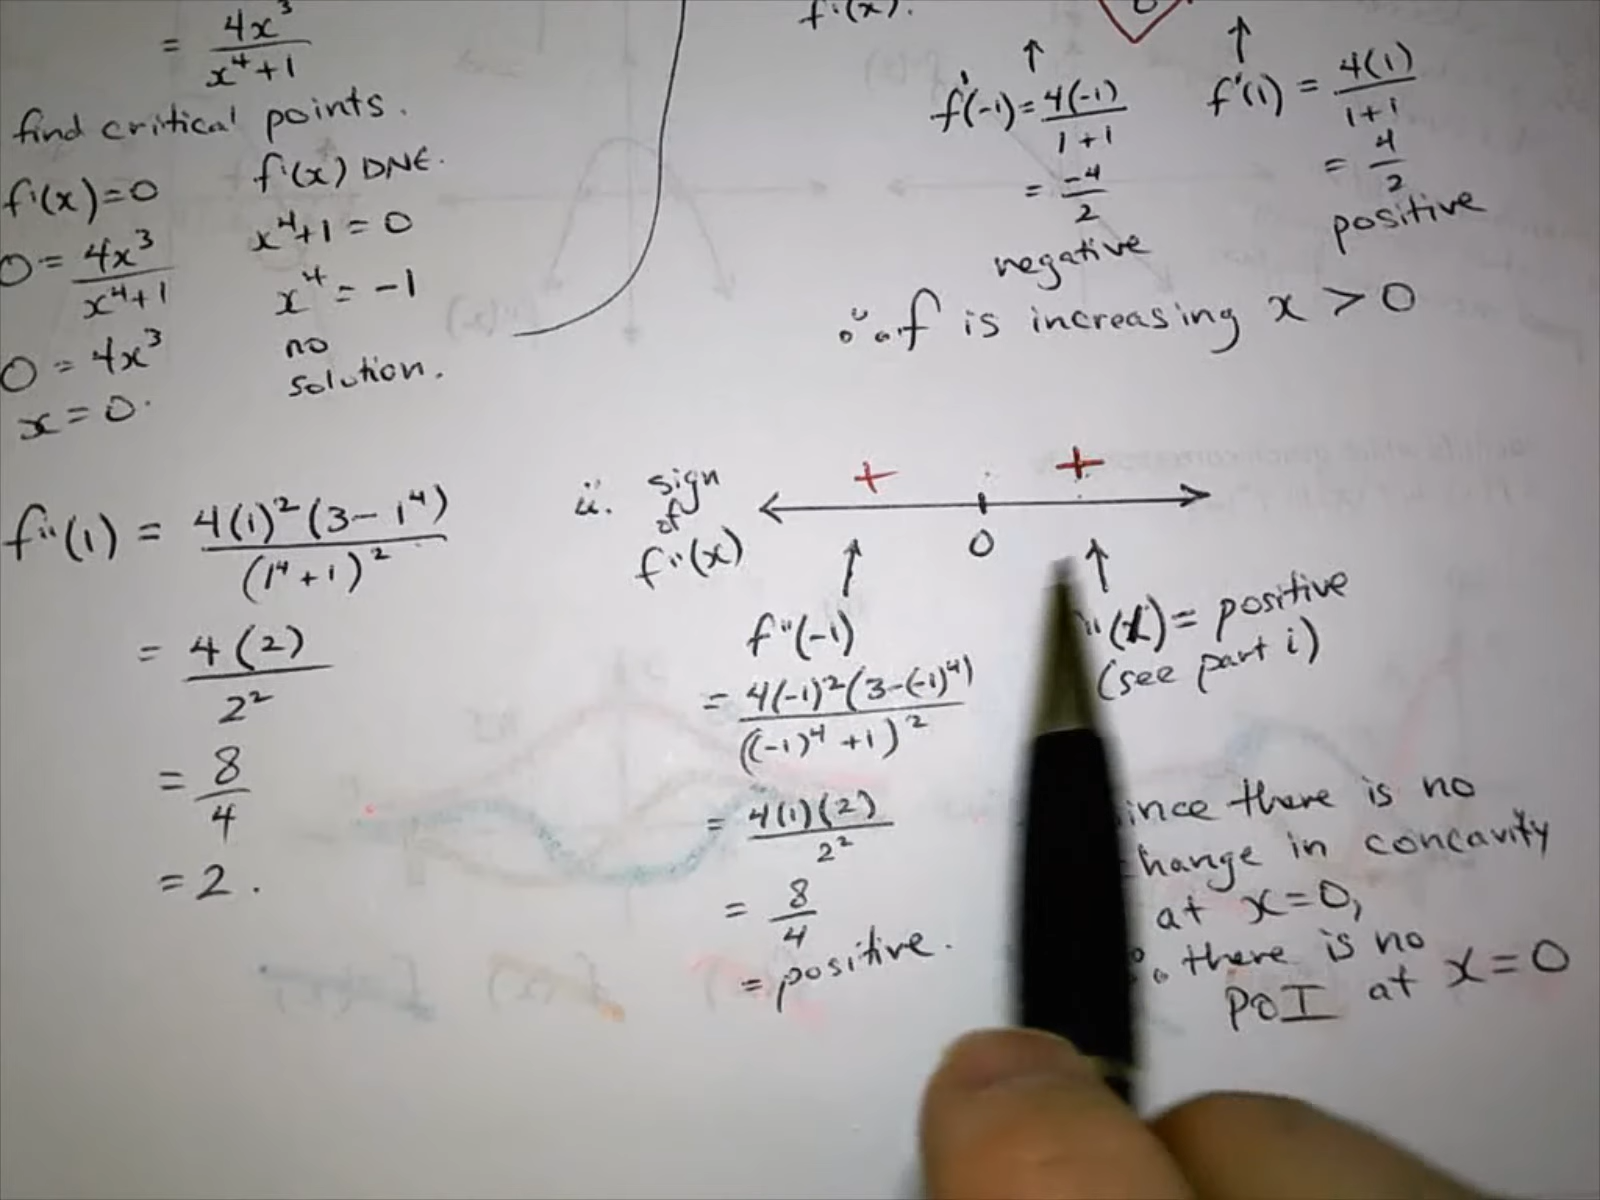 = 4x³/(x⁴+1)
find critical points.
f'(x)=0
0 = 4x³/(x⁴+1)
0 = 4x³
x = 0.
f'(x) DNE.
x⁴+1 = 0
x⁴ = -1
no
solution.
f'(x).
0
f'(-1) = 4(-1)/(1+1)
= -4/2
negative
f'(1) = 4(1)/(1+1)
= 4/2
positive
∴ f is increasing x > 0
f''(1) = 4(1)²(3-1⁴)/(1⁴+1)²
= 4(2)/2²
= 8/4
= 2.
ii. sign
of
f''(x)
+ +
0
f''(-1)
= 4(-1)²(3-(-1)⁴)/((-1)⁴+1)²
= 4(1)(2)/2²
= 8/4
= positive.
''(1) = positive
(see part i)
ince there is no
hange in concavity
at x=0,
∴ there is no
POI at x=0